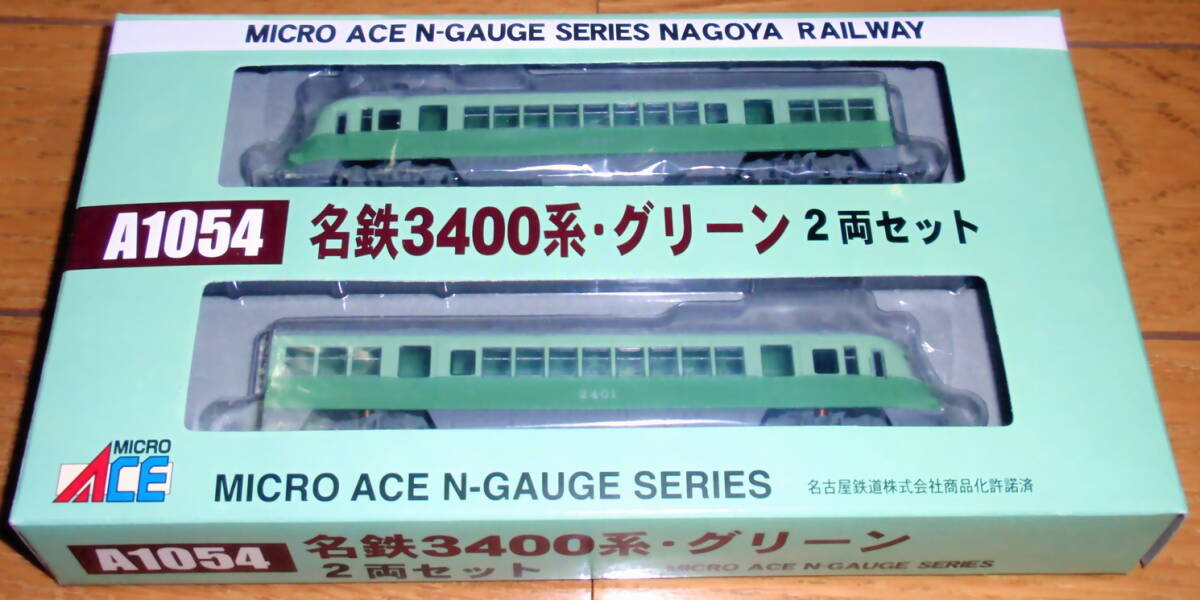 MICRO ACE N-GAUGE SERIES NAGOYA RAILWAY
A1054 名鉄3400系・グリーン 2両セット
2401
MICRO ACE
MICRO ACE N-GAUGE SERIES
名古屋鉄道株式会社商品化許諾済
A1054 名鉄3400系・グリーン
2両セット
MICRO ACE N-GAUGE SERIES